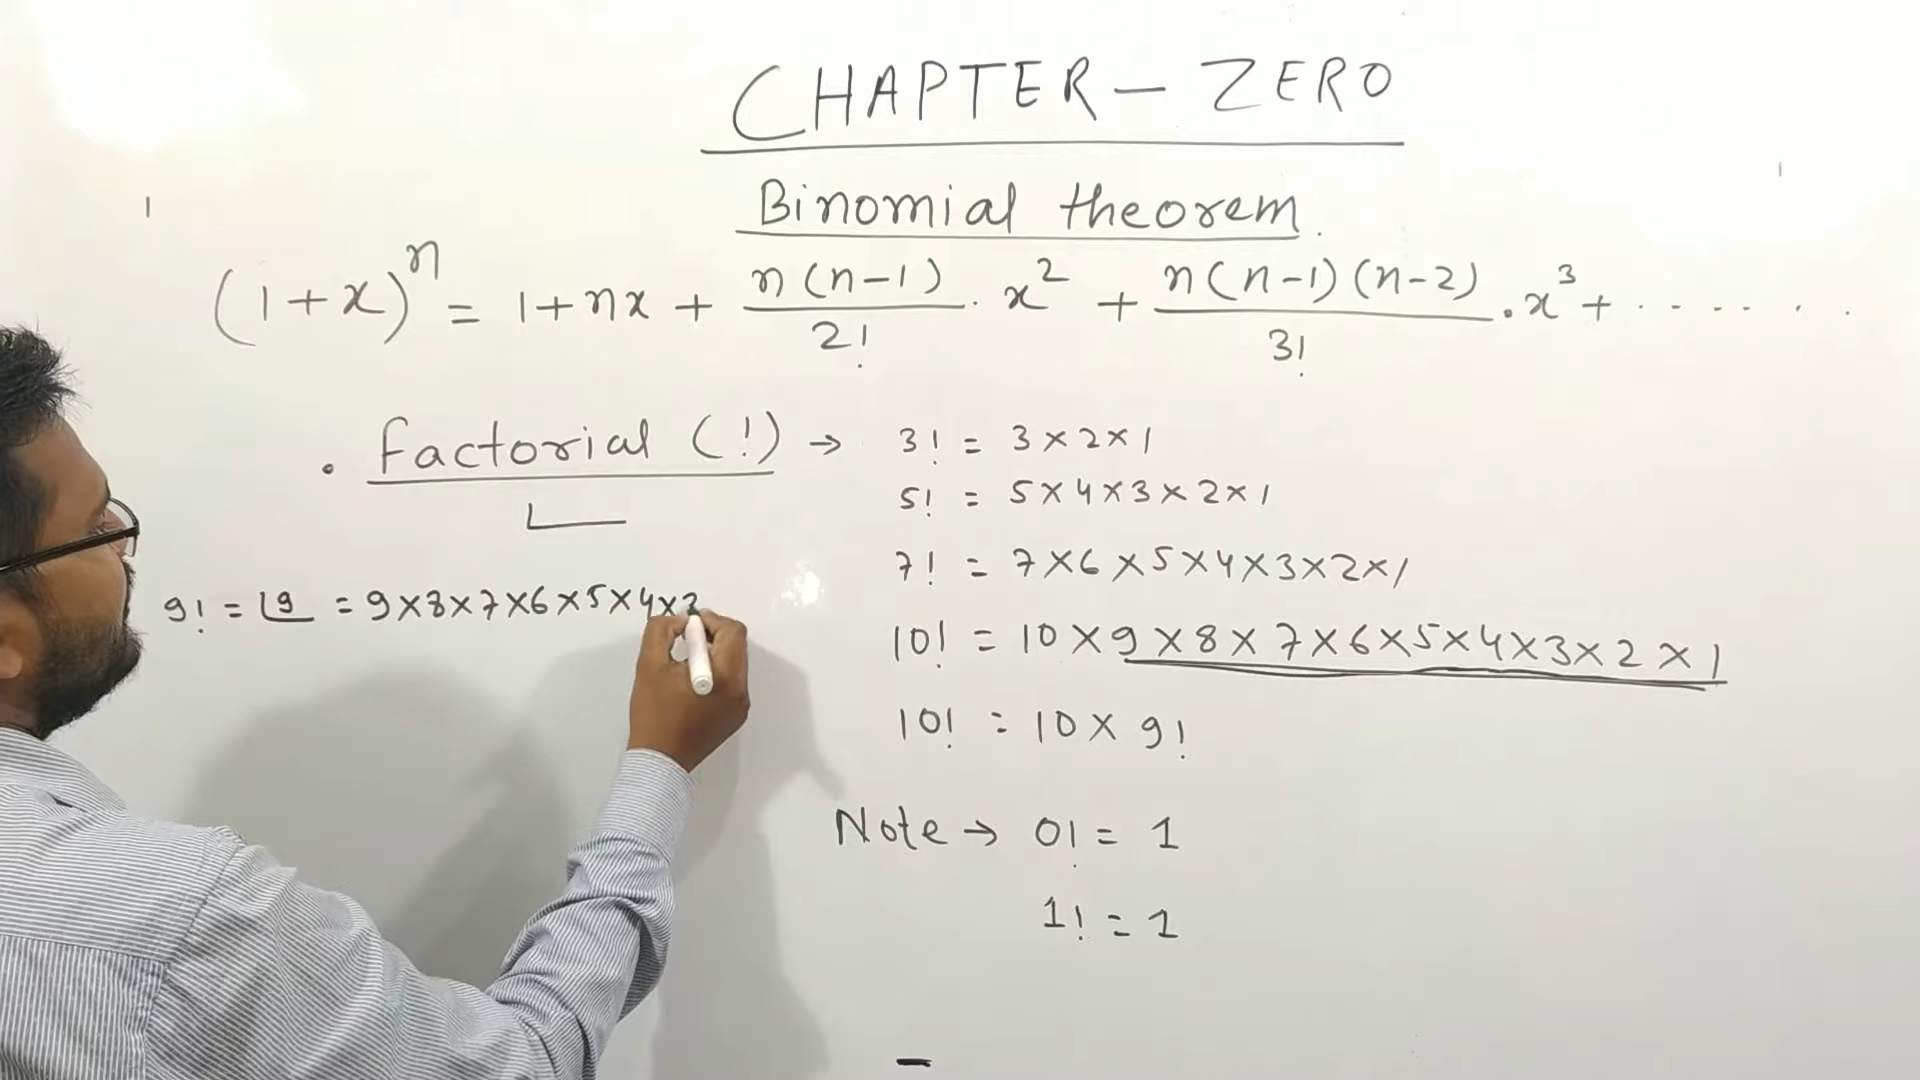 CHAPTER – ZERO
Binomial theorem.
(1+x)^n = 1 + nx + n(n-1)/2! . x^2 + n(n-1)(n-2)/3! . x^3 + . . . . . . .
. Factorial (!) → 3! = 3 × 2 × 1
5! = 5 × 4 × 3 × 2 × 1
7! = 7 × 6 × 5 × 4 × 3 × 2 × 1
9! = ⌊9 = 9 × 8 × 7 × 6 × 5 × 4 × 3
10! = 10 × 9 × 8 × 7 × 6 × 5 × 4 × 3 × 2 × 1
10! = 10 × 9!
Note → 0! = 1
1! = 1